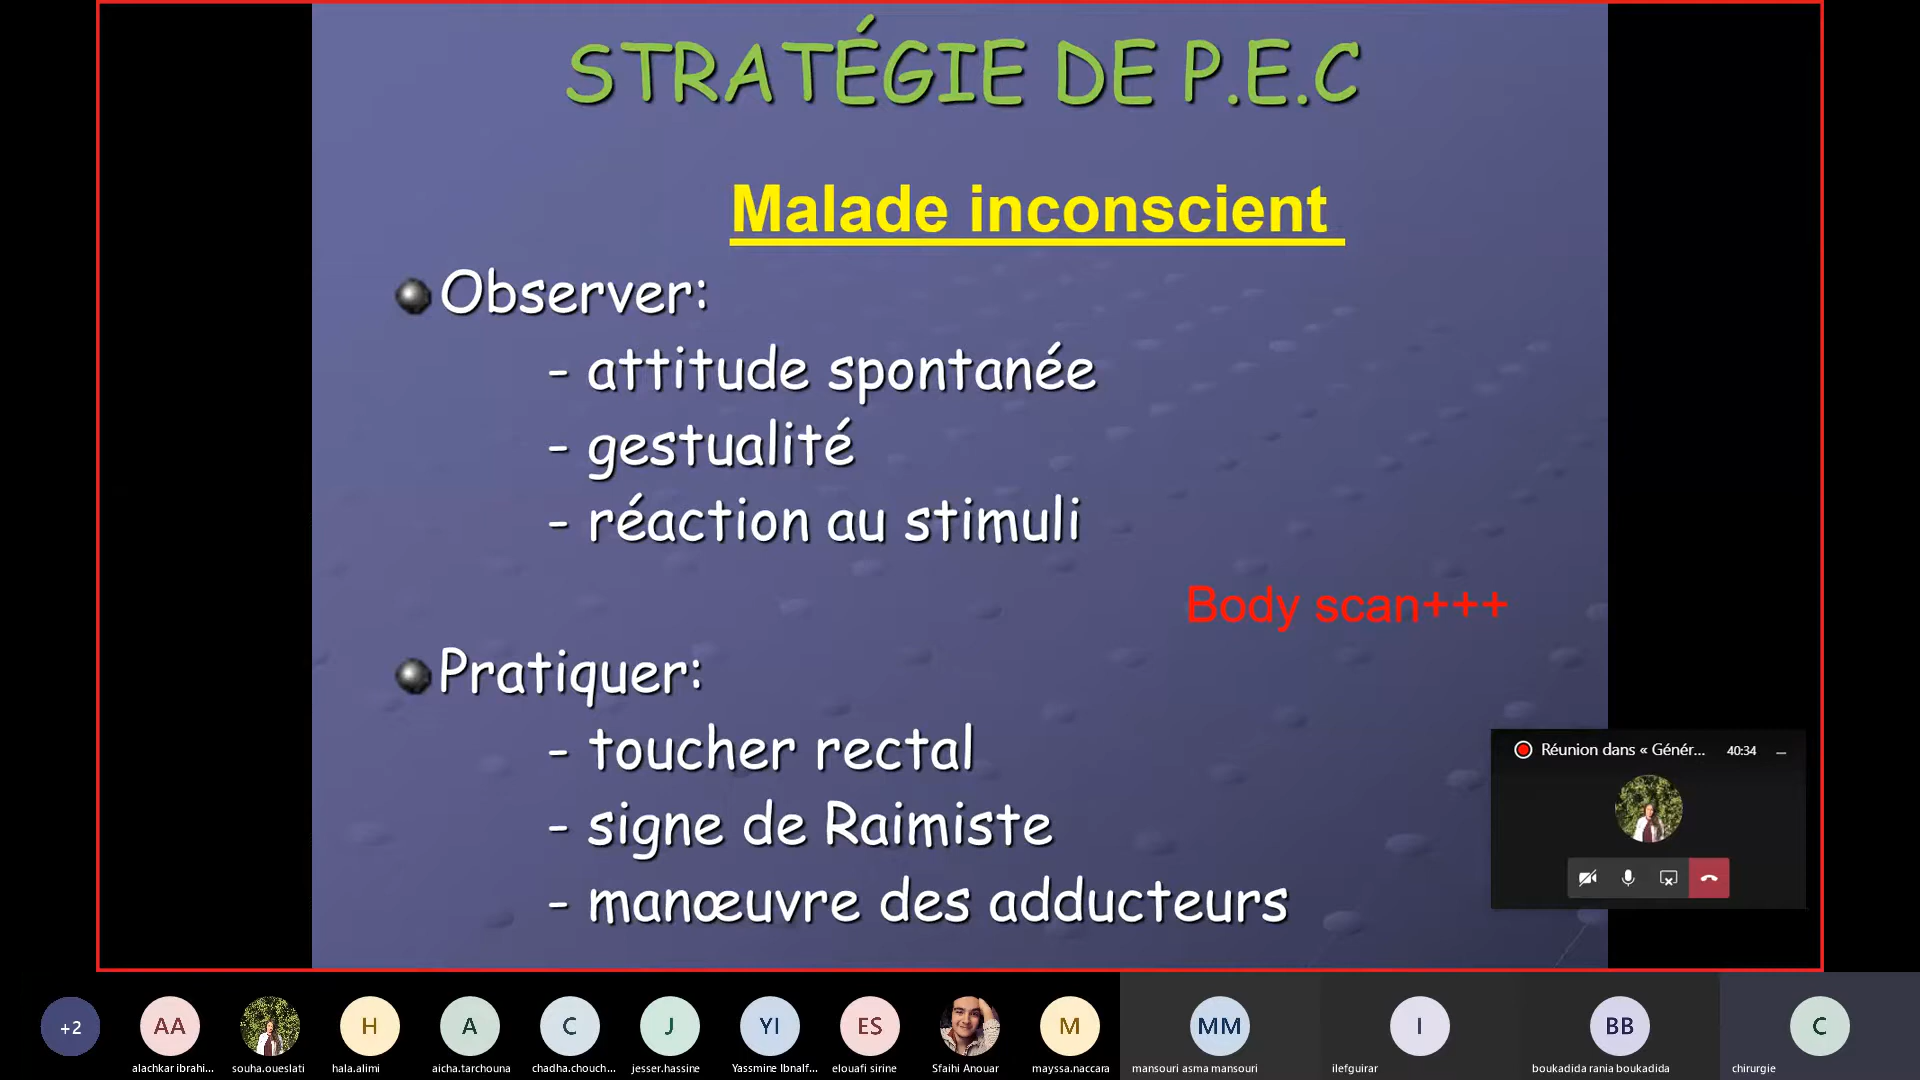 STRATÉGIE DE P.E.C
Malade inconscient
Observer:
- attitude spontanée
- gestualité
- réaction au stimuli
Body scan+++
Pratiquer:
- toucher rectal
- signe de Raimiste
- manœuvre des adducteurs
Réunion dans « Génér... 40:34
+2 AA H A C J YI ES M MM I BB C
alachkar ibrahi... souha.oueslati hala.alimi aicha.tarchouna chadha.chouch... jesser.hassine Yassmine Ibnalf... elouafi sirine Sfaihi Anouar mayssa.naccara mansouri asma mansouri ilefguirar boukadida rania boukadida chirurgie